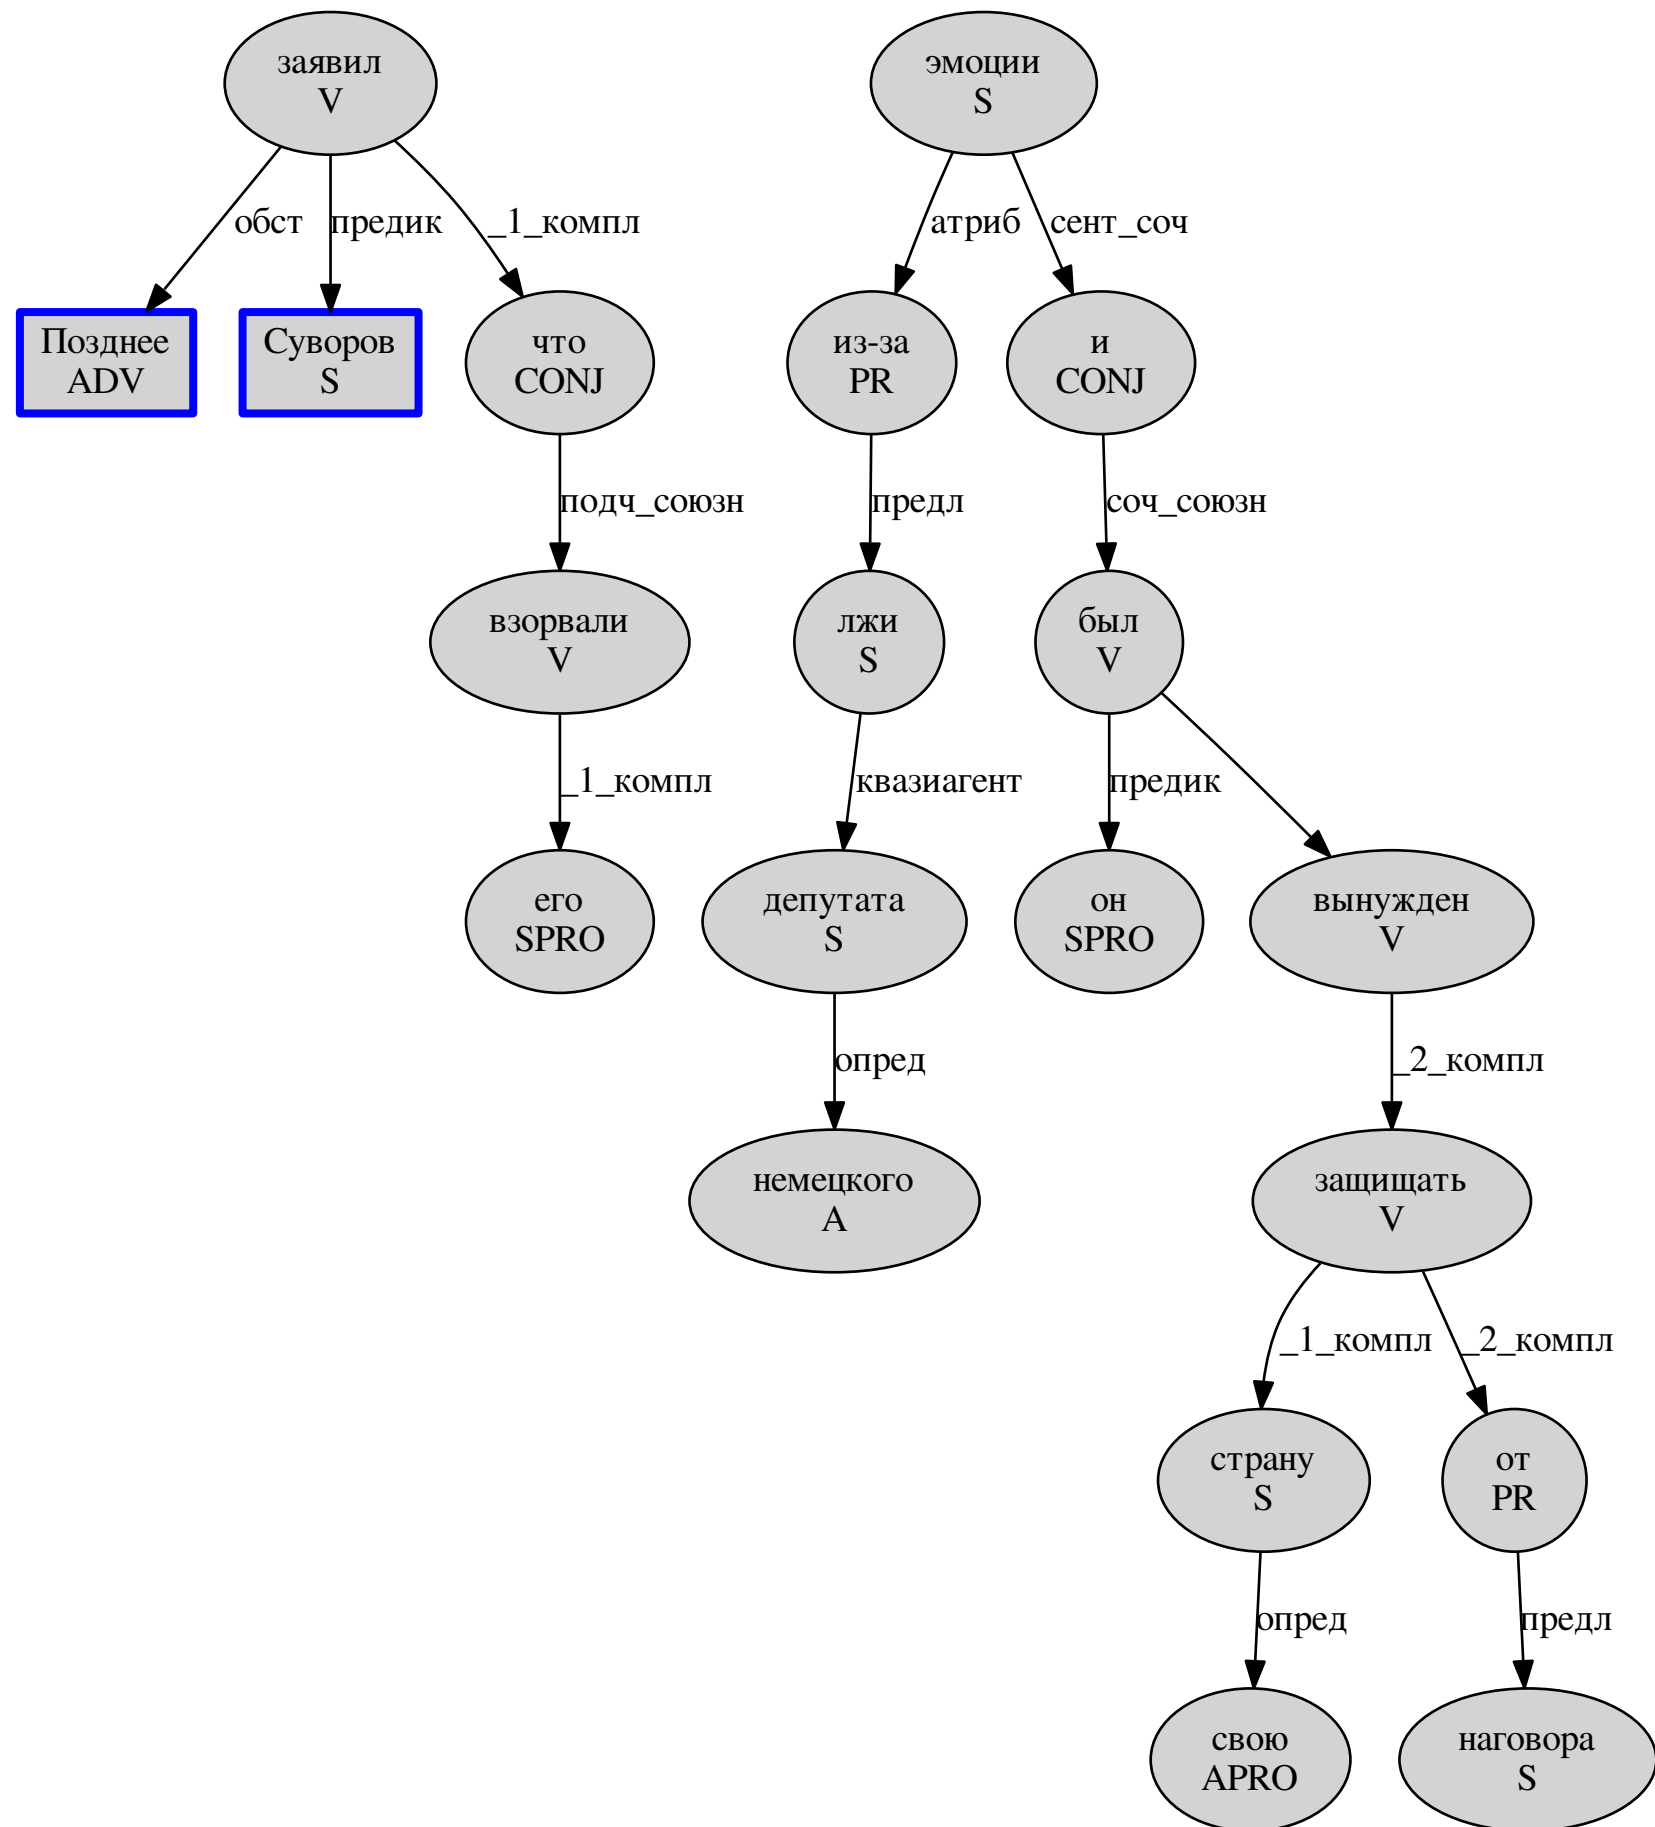 заявил
V
эмоции
S
обст
предик
_1_компл
атриб
сент_соч
Позднее
ADV
Суворов
S
что
CONJ
из-за
PR
и
CONJ
подч_союзн
предл
соч_союзн
взорвали
V
лжи
S
был
V
_1_компл
квазиагент
предик
его
SPRO
депутата
S
он
SPRO
вынужден
V
опред
_2_компл
немецкого
A
защищать
V
_1_компл
_2_компл
страну
S
от
PR
опред
предл
свою
APRO
наговора
S